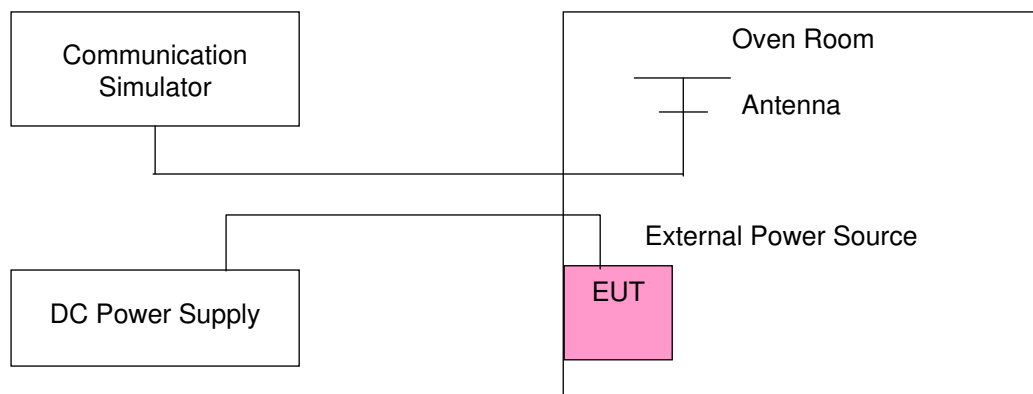 Communication
Simulator
Oven Room
Antenna
External Power Source
EUT
DC Power Supply